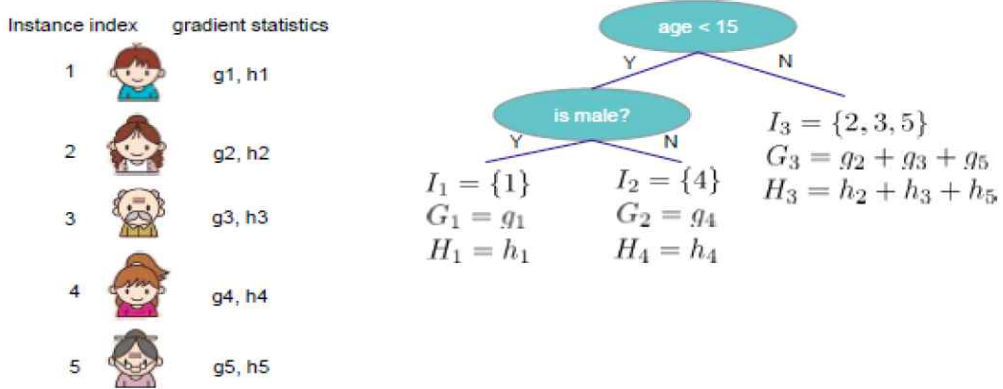 Instance index gradient statistics
1 g1, h1
2 g2, h2
3 g3, h3
4 g4, h4
5 g5, h5
age < 15
Y N
is male?
Y N
I₁ = {1}
G₁ = g₁
H₁ = h₁
I₂ = {4}
G₂ = g₄
H₄ = h₄
I₃ = {2, 3, 5}
G₃ = g₂ + g₃ + g₅
H₃ = h₂ + h₃ + h₅